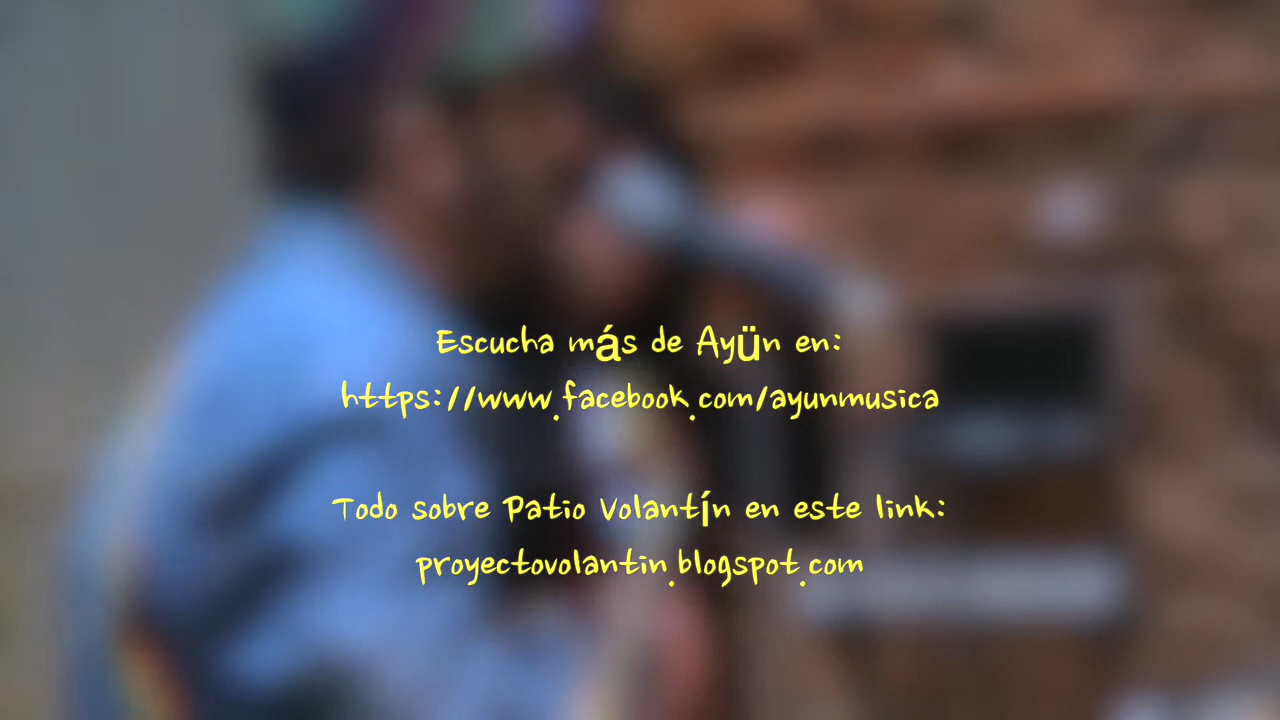 Escucha más de Ayün en:
https://www.facebook.com/ayunmusica
Todo sobre Patio Volantín en este link:
proyectovolantin.blogspot.com